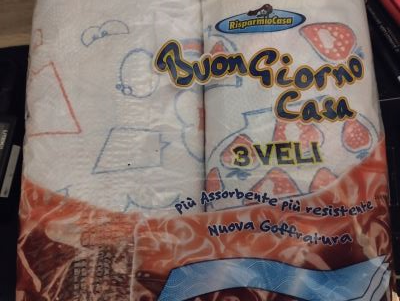 RisparmioCasa
BuonGiorno
Casa
3 VELI
Più Assorbente più resistente
Nuova Goffratura